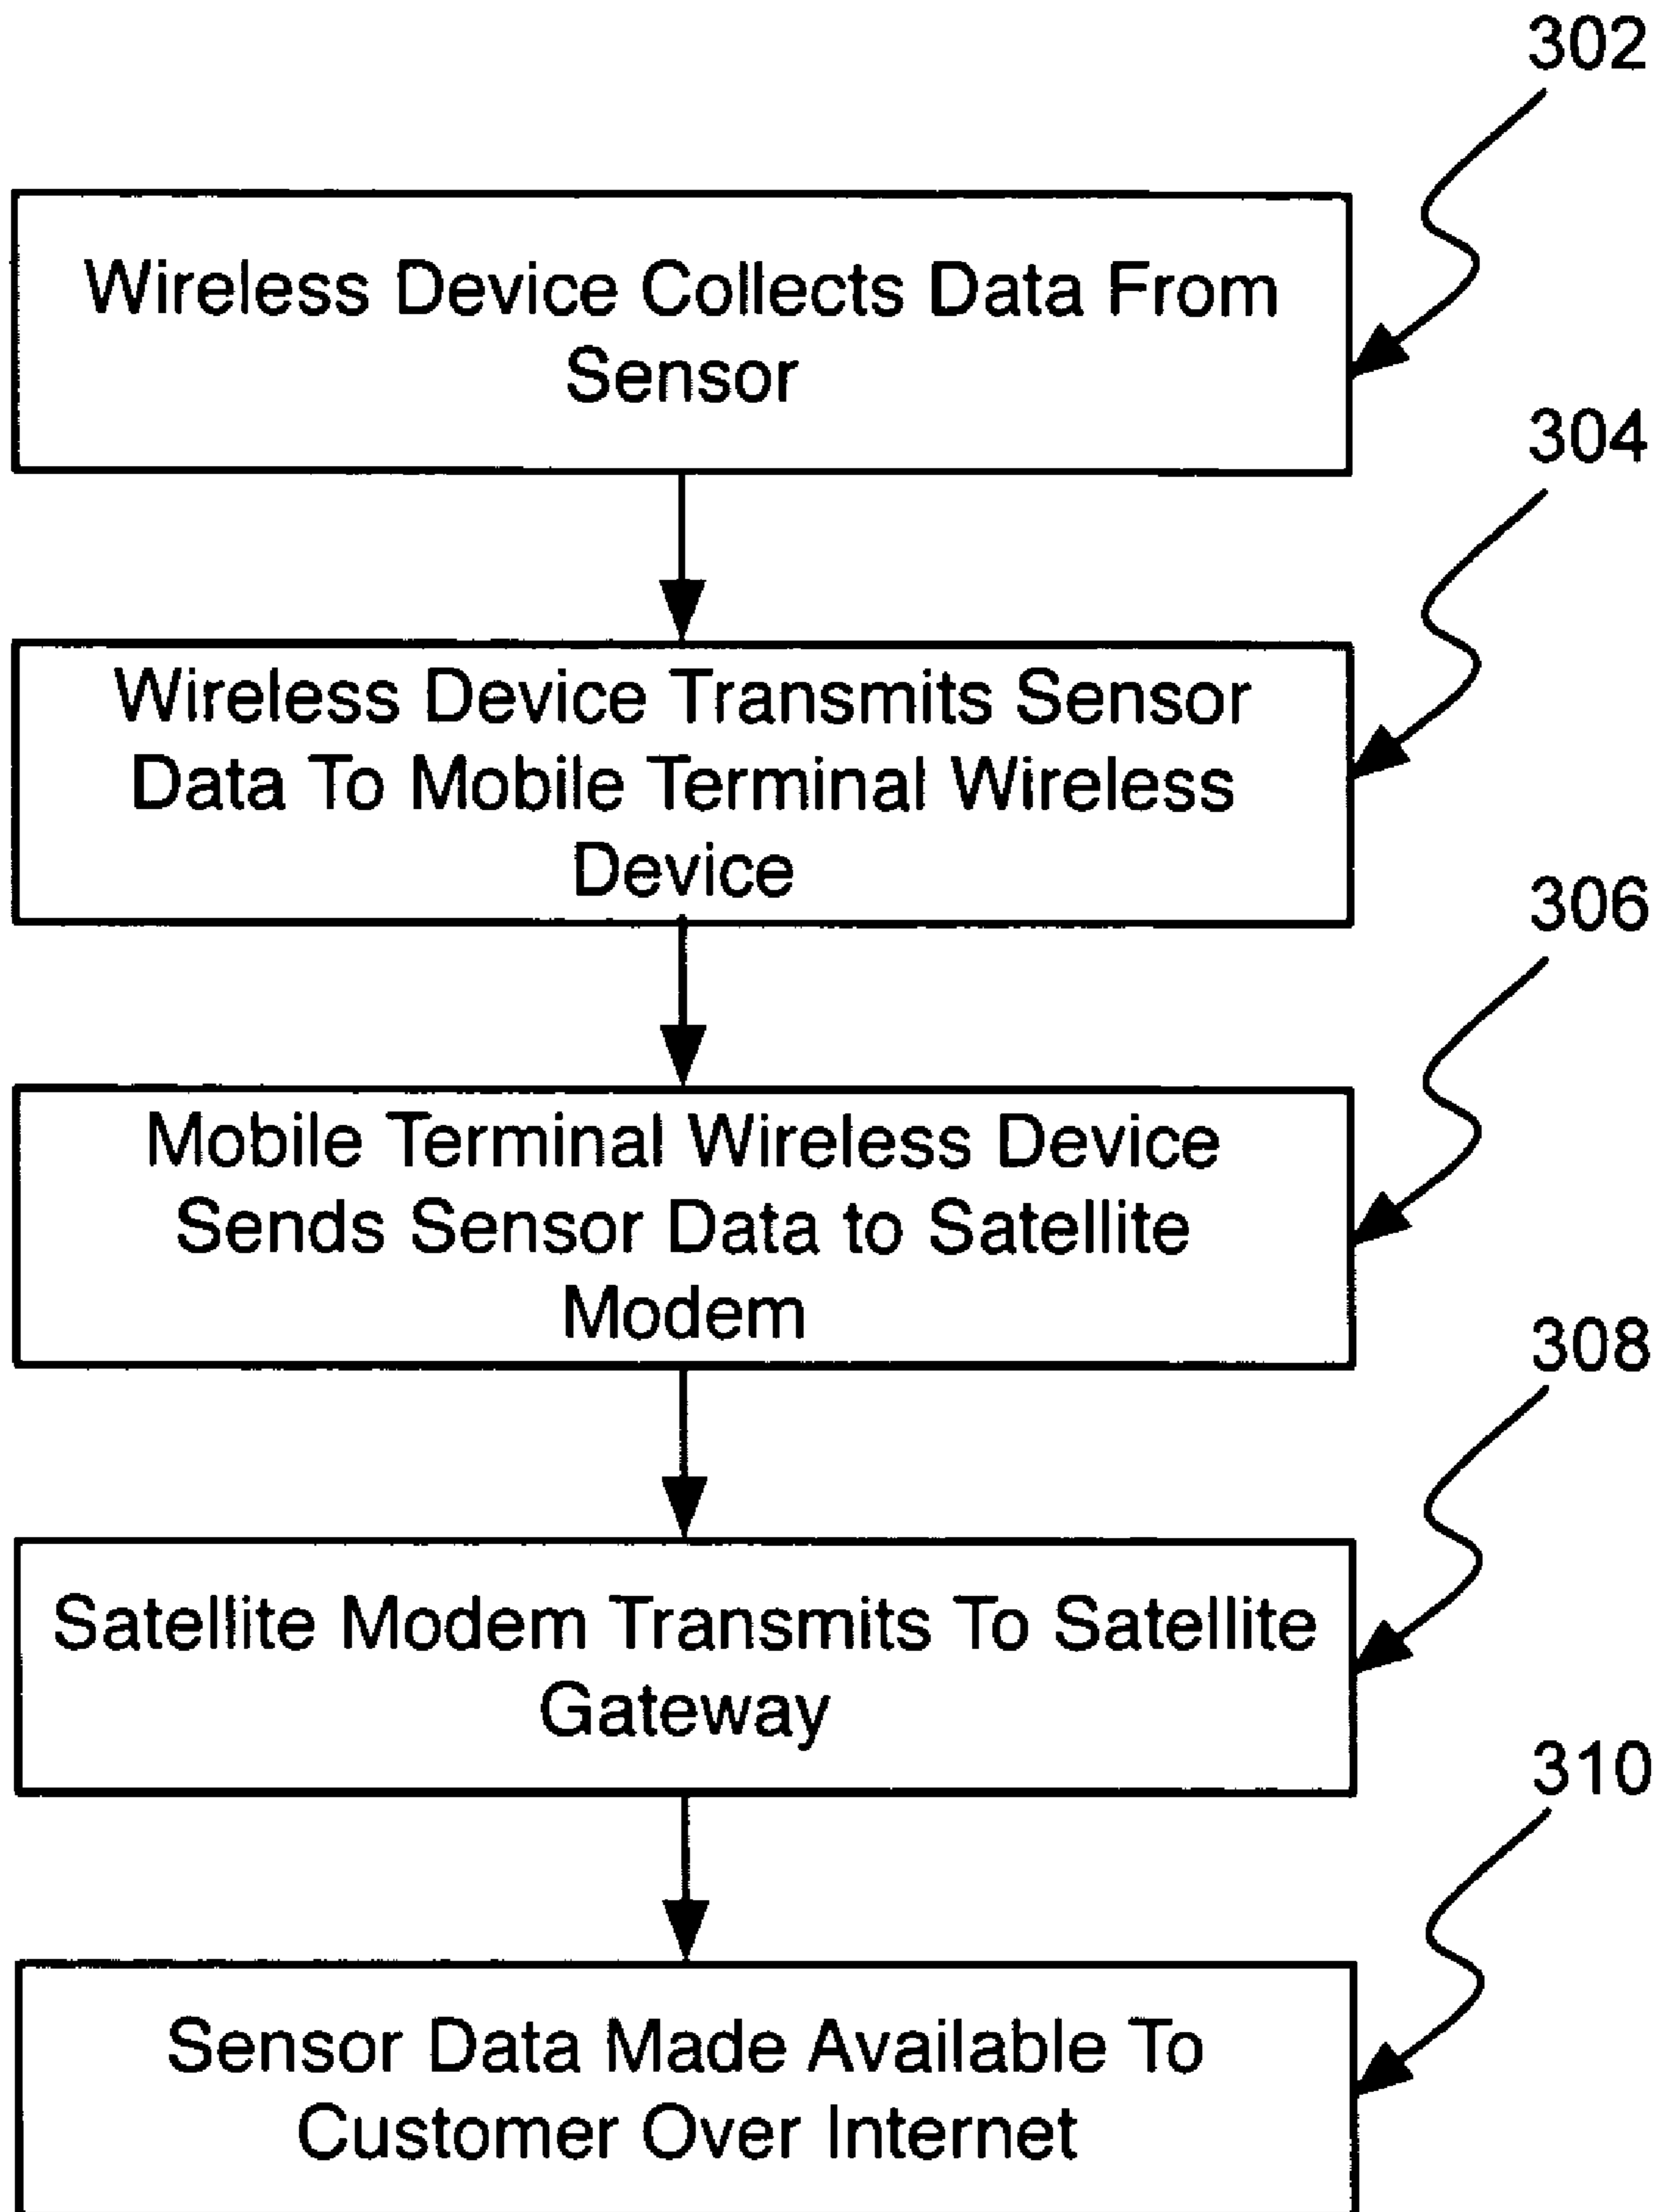 302
Wireless Device Collects Data From
Sensor
304
Wireless Device Transmits Sensor
Data To Mobile Terminal Wireless
Device
306
Mobile Terminal Wireless Device
Sends Sensor Data to Satellite
Modem
308
Satellite Modem Transmits To Satellite
Gateway
310
Sensor Data Made Available To
Customer Over Internet